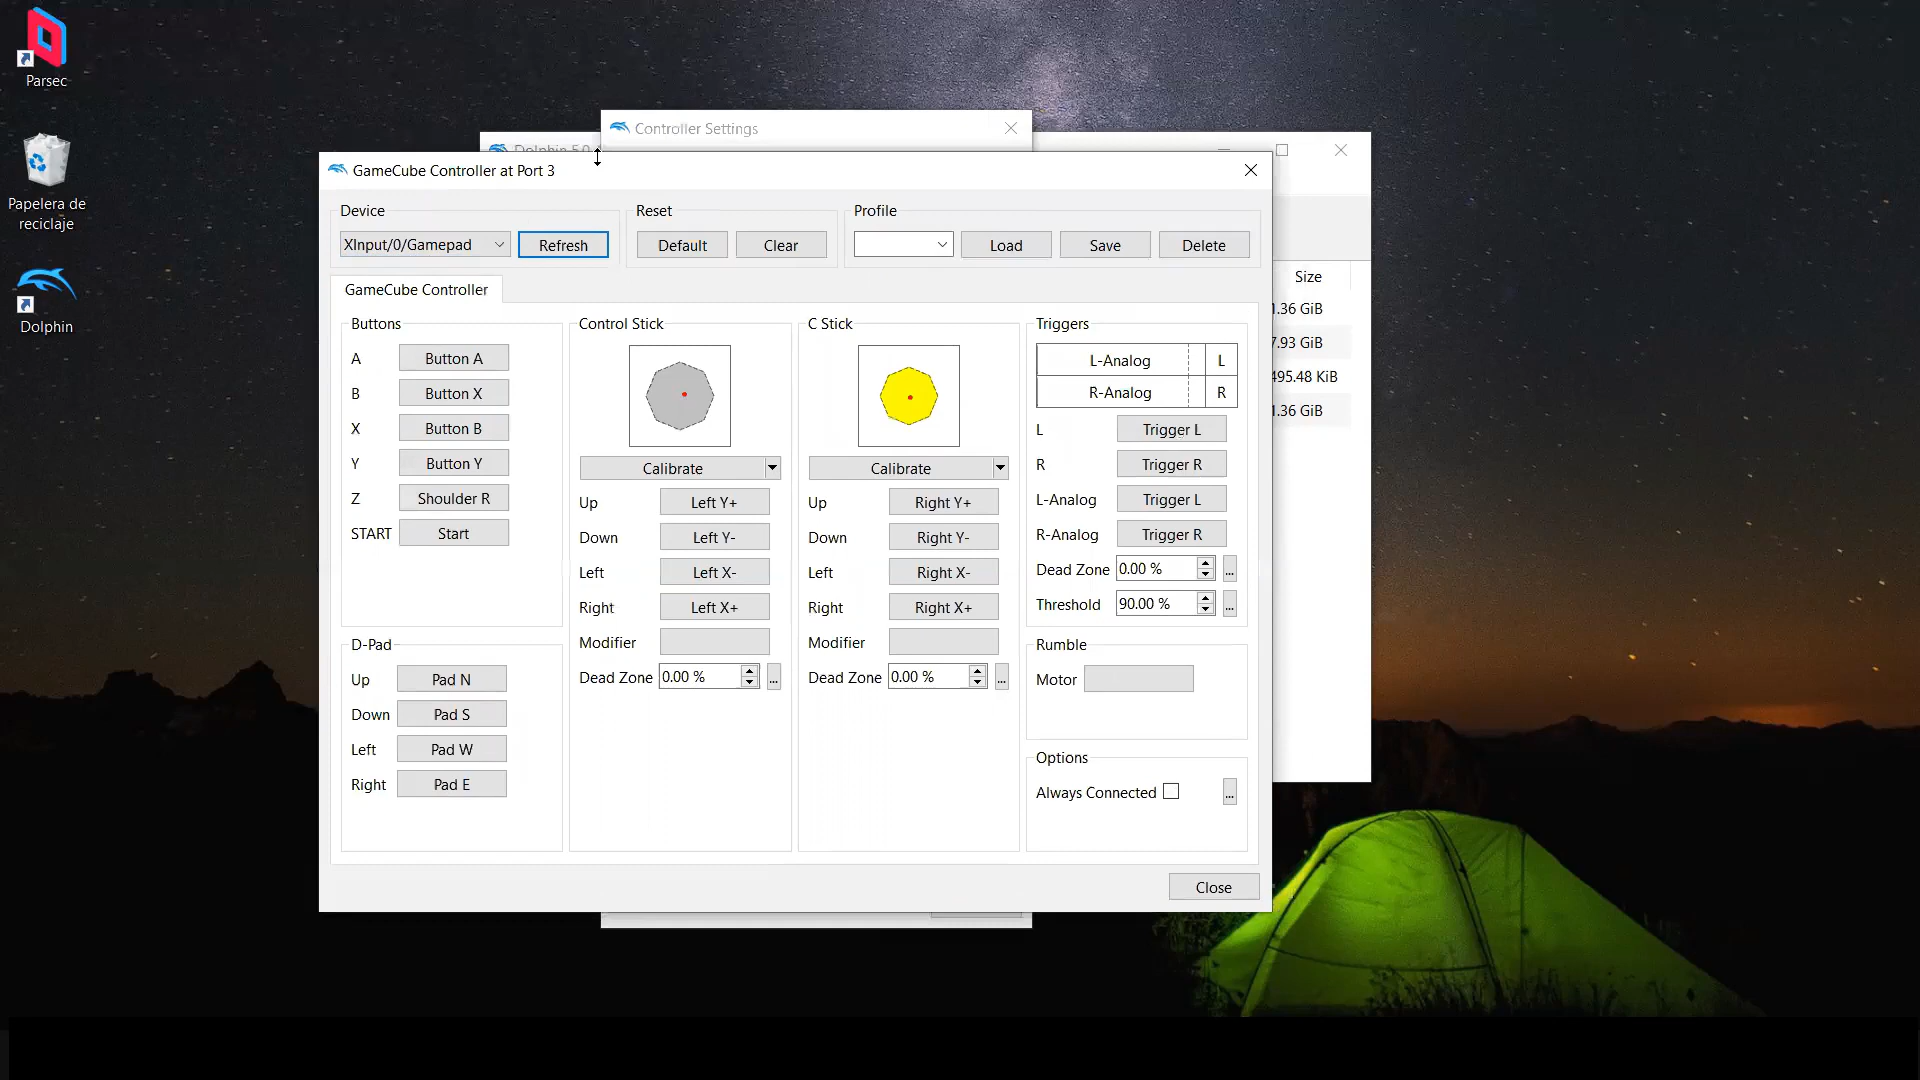 Parsec
Papelera de
reciclaje
Dolphin
Controller Settings
Dolphin 5.0
GameCube Controller at Port 3
Device
XInput/0/Gamepad
Refresh
Reset
Default
Clear
Profile
Load
Save
Delete
GameCube Controller
Buttons
A Button A
B Button X
X Button B
Y Button Y
Z Shoulder R
START Start
D-Pad
Up Pad N
Down Pad S
Left Pad W
Right Pad E
Control Stick
Calibrate
Up Left Y+
Down Left Y-
Left Left X-
Right Left X+
Modifier
Dead Zone 0.00 % ...
C Stick
Calibrate
Up Right Y+
Down Right Y-
Left Right X-
Right Right X+
Modifier
Dead Zone 0.00 % ...
Triggers
L-Analog L
R-Analog R
L Trigger L
R Trigger R
L-Analog Trigger L
R-Analog Trigger R
Dead Zone 0.00 % ...
Threshold 90.00 % ...
Rumble
Motor
Options
Always Connected ...
Close
Size
1.36 GiB
7.93 GiB
495.48 KiB
1.36 GiB